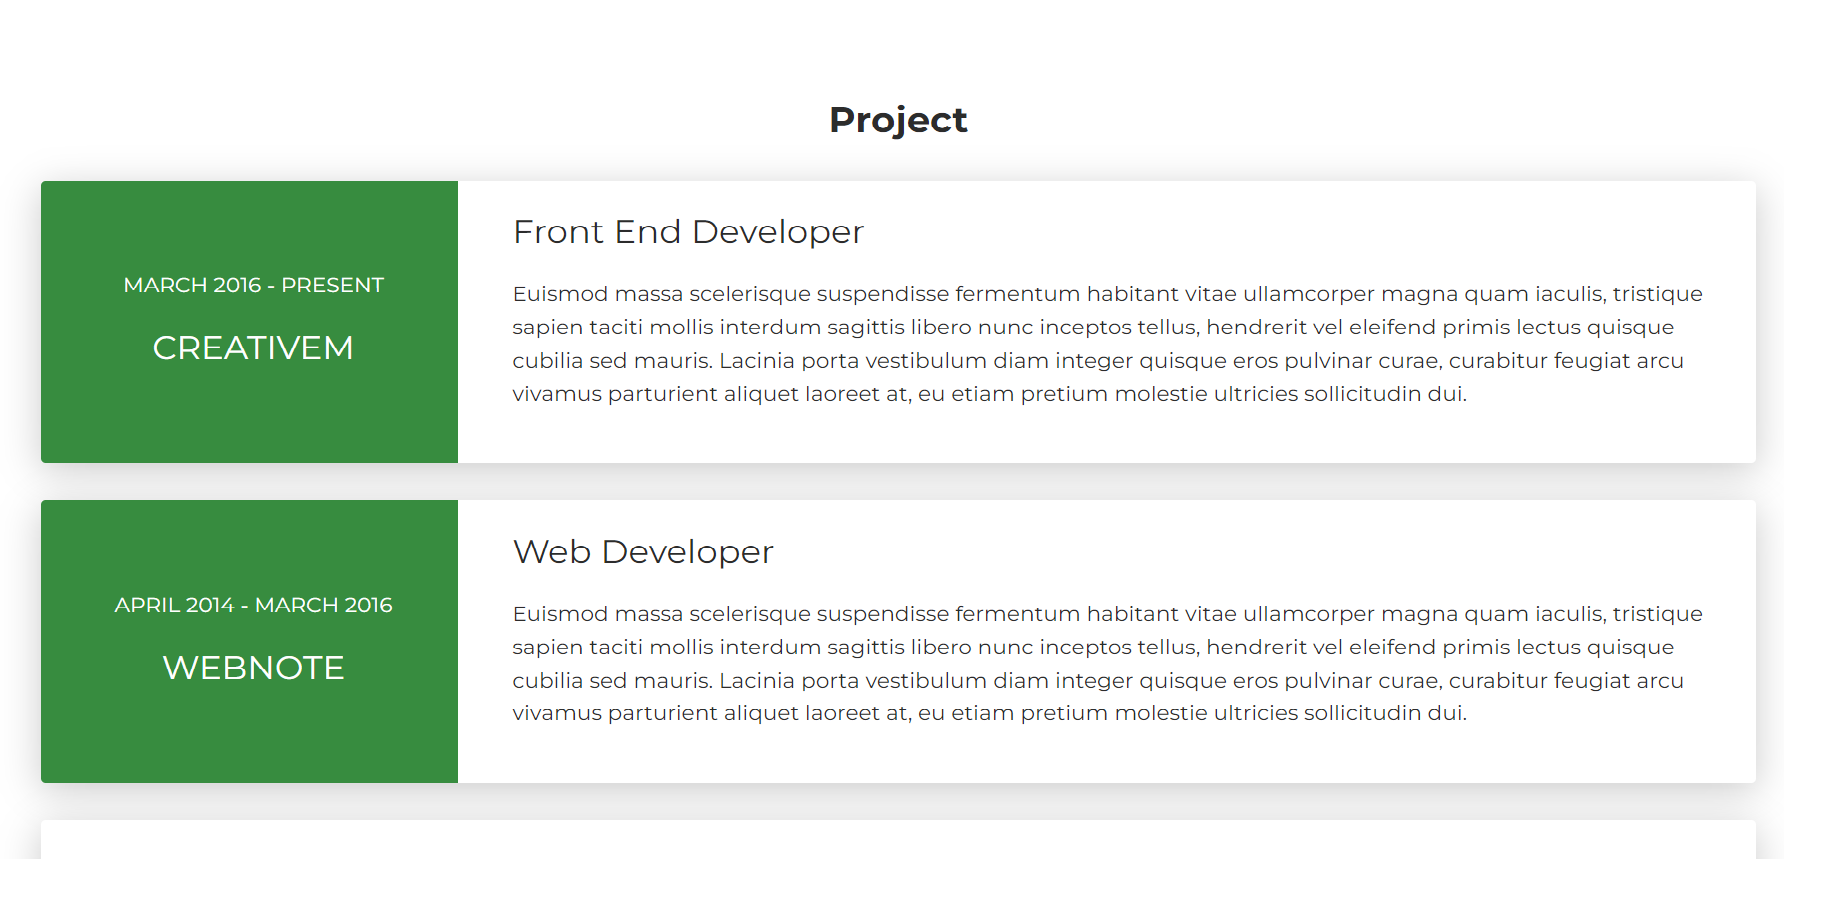 Project
MARCH 2016 - PRESENT
CREATIVEM
Front End Developer
Euismod massa scelerisque suspendisse fermentum habitant vitae ullamcorper magna quam iaculis, tristique
sapien taciti mollis interdum sagittis libero nunc inceptos tellus, hendrerit vel eleifend primis lectus quisque
cubilia sed mauris. Lacinia porta vestibulum diam integer quisque eros pulvinar curae, curabitur feugiat arcu
vivamus parturient aliquet laoreet at, eu etiam pretium molestie ultricies sollicitudin dui.
APRIL 2014 - MARCH 2016
WEBNOTE
Web Developer
Euismod massa scelerisque suspendisse fermentum habitant vitae ullamcorper magna quam iaculis, tristique
sapien taciti mollis interdum sagittis libero nunc inceptos tellus, hendrerit vel eleifend primis lectus quisque
cubilia sed mauris. Lacinia porta vestibulum diam integer quisque eros pulvinar curae, curabitur feugiat arcu
vivamus parturient aliquet laoreet at, eu etiam pretium molestie ultricies sollicitudin dui.